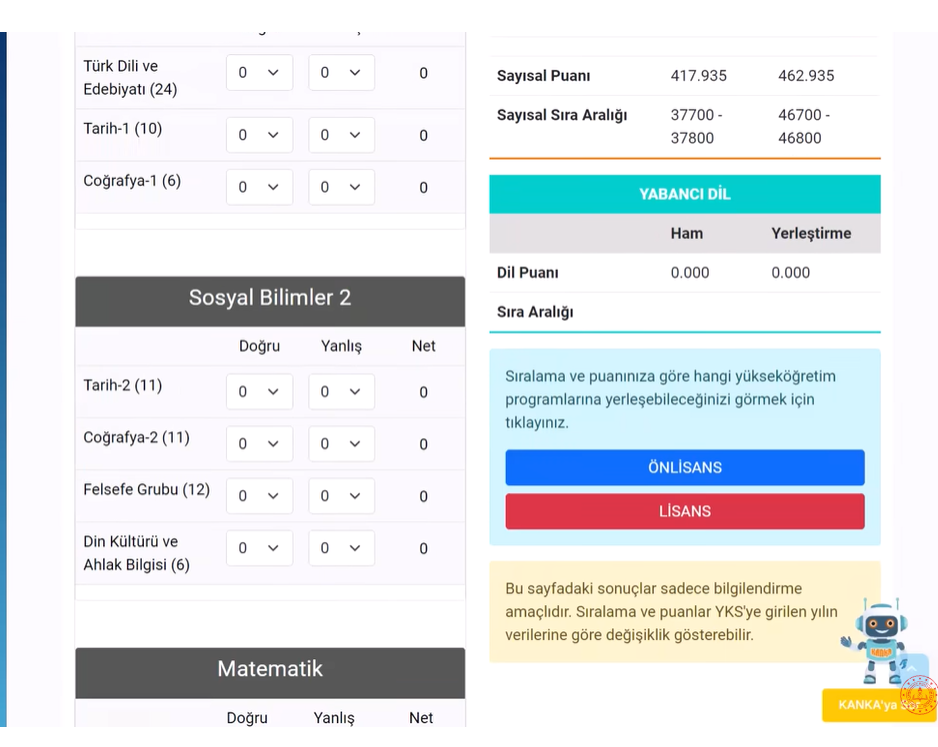 Türk Dili ve
Edebiyatı (24)
0
0
0
Tarih-1 (10)
0
0
0
Coğrafya-1 (6)
0
0
0
Sosyal Bilimler 2
Doğru Yanlış Net
Tarih-2 (11)
0
0
0
Coğrafya-2 (11)
0
0
0
Felsefe Grubu (12)
0
0
0
Din Kültürü ve
Ahlak Bilgisi (6)
0
0
0
Matematik
Doğru Yanlış Net
Sayısal Puanı 417.935 462.935
Sayısal Sıra Aralığı 37700 - 46700 -
37800 46800
YABANCI DİL
Ham Yerleştirme
Dil Puanı 0.000 0.000
Sıra Aralığı
Sıralama ve puanınıza göre hangi yükseköğretim
programlarına yerleşebileceğinizi görmek için
tıklayınız.
ÖNLİSANS
LİSANS
Bu sayfadaki sonuçlar sadece bilgilendirme
amaçlıdır. Sıralama ve puanlar YKS'ye girilen yılın
verilerine göre değişiklik gösterebilir.
KANKA'ya